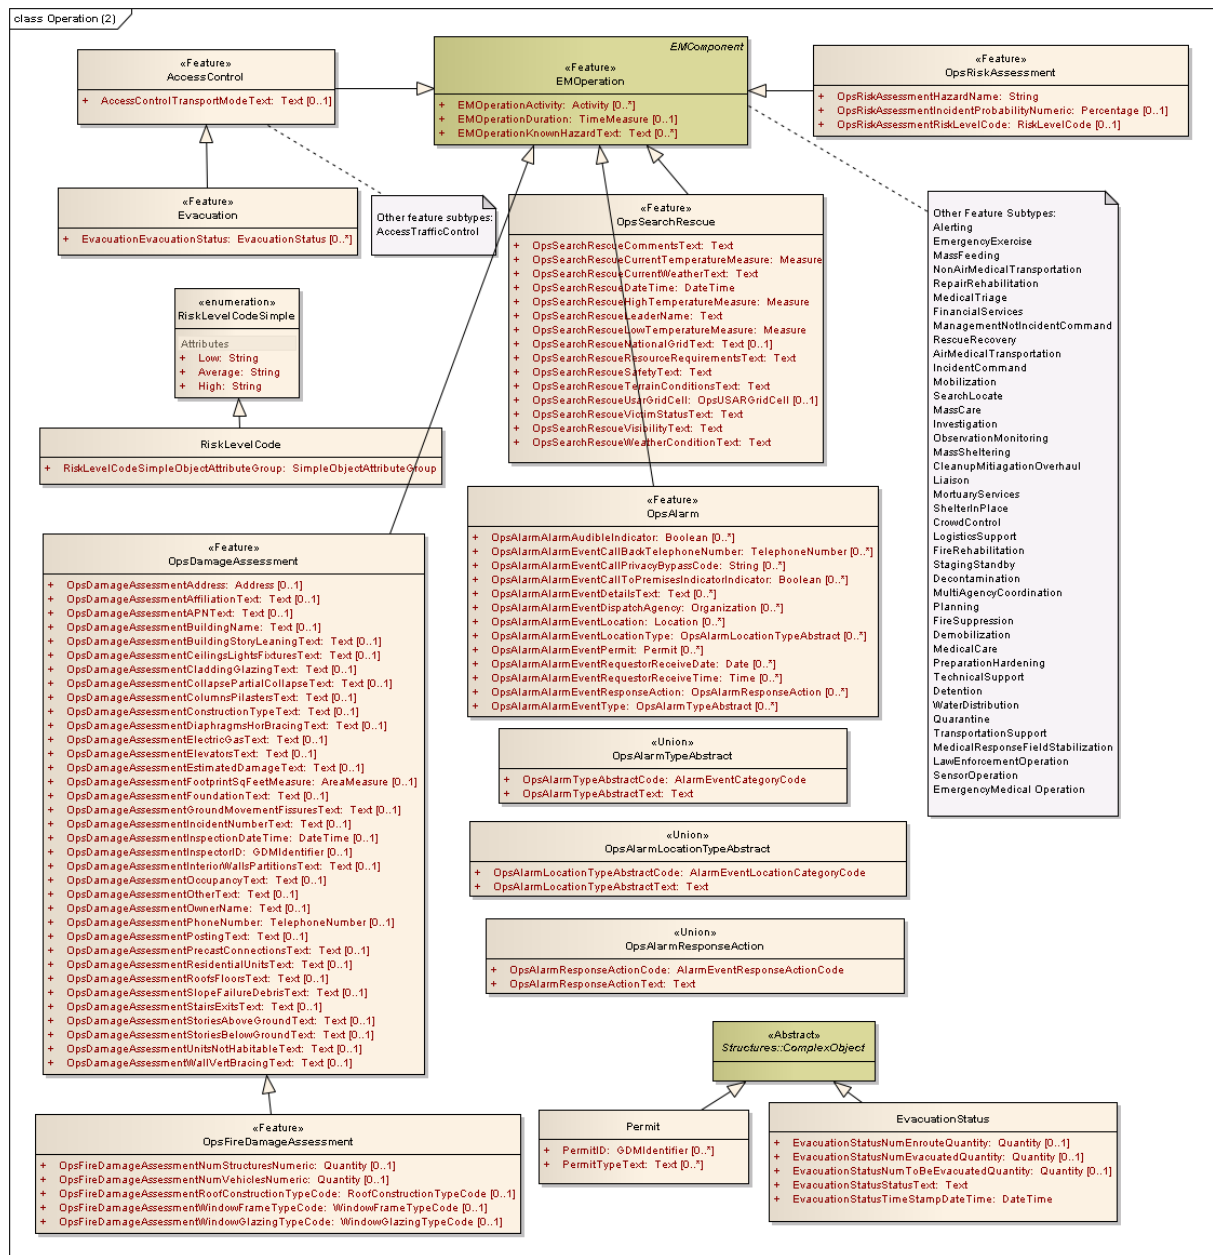 class Operation (2)
«Feature»
AccessControl
+ AccessControlTransportModeText: Text [0..1]
EMComponent
«Feature»
EMOperation
+ EMOperationActivity: Activity [0..*]
+ EMOperationDuration: TimeMeasure [0..1]
+ EMOperationKnownHazardText: Text [0..*]
«Feature»
OpsRiskAssessment
+ OpsRiskAssessmentHazardName: String
+ OpsRiskAssessmentIncidentProbabilityNumeric: Percentage [0..1]
+ OpsRiskAssessmentRiskLevelCode: RiskLevelCode [0..1]
«Feature»
Evacuation
+ EvacuationEvacuationStatus: EvacuationStatus [0..*]
Other feature subtypes:
AccessTrafficControl
«Feature»
OpsSearchRescue
+ OpsSearchRescueCommentsText: Text
+ OpsSearchRescueCurrentTemperatureMeasure: Measure
+ OpsSearchRescueCurrentWeatherText: Text
+ OpsSearchRescueDateTime: DateTime
+ OpsSearchRescueHighTemperatureMeasure: Measure
+ OpsSearchRescueLeaderName: Text
+ OpsSearchRescueLowTemperatureMeasure: Measure
+ OpsSearchRescueNationalGridText: Text [0..1]
+ OpsSearchRescueResourceRequirementsText: Text
+ OpsSearchRescueSafetyText: Text
+ OpsSearchRescueTerrainConditionsText: Text
+ OpsSearchRescueUsarGridCell: OpsUSARGridCell [0..1]
+ OpsSearchRescueVictimStatusText: Text
+ OpsSearchRescueVisibilityText: Text
+ OpsSearchRescueWeatherConditionText: Text
Other Feature Subtypes:
Alerting
EmergencyExercise
MassFeeding
NonAirMedicalTransportation
RepairRehabilitation
MedicalTriage
FinancialServices
ManagementNotIncidentCommand
RescueRecovery
AirMedicalTransportation
IncidentCommand
Mobilization
SearchLocate
MassCare
Investigation
ObservationMonitoring
MassSheltering
CleanupMitiagationOverhaul
Liaison
MortuaryServices
ShelterInPlace
CrowdControl
LogisticsSupport
FireRehabilitation
StagingStandby
Decontamination
MultiAgencyCoordination
Planning
FireSuppression
Demobilization
MedicalCare
PreparationHardening
TechnicalSupport
Detention
WaterDistribution
Quarantine
TransportationSupport
MedicalResponseFieldStabilization
LawEnforcementOperation
SensorOperation
EmergencyMedical Operation
«enumeration»
RiskLevelCodeSimple
Attributes
+ Low: String
+ Average: String
+ High: String
RiskLevelCode
+ RiskLevelCodeSimpleObjectAttributeGroup: SimpleObjectAttributeGroup
«Feature»
OpsAlarm
+ OpsAlarmAlarmAudibleIndicator: Boolean [0..*]
+ OpsAlarmAlarmEventCallBackTelephoneNumber: TelephoneNumber [0..*]
+ OpsAlarmAlarmEventCallPrivacyBypassCode: String [0..*]
+ OpsAlarmAlarmEventCallToPremisesIndicatorIndicator: Boolean [0..*]
+ OpsAlarmAlarmEventDetailsText: Text [0..*]
+ OpsAlarmAlarmEventDispatchAgency: Organization [0..*]
+ OpsAlarmAlarmEventLocation: Location [0..*]
+ OpsAlarmAlarmEventLocationType: OpsAlarmLocationTypeAbstract [0..*]
+ OpsAlarmAlarmEventPermit: Permit [0..*]
+ OpsAlarmAlarmEventRequestorReceiveDate: Date [0..*]
+ OpsAlarmAlarmEventRequestorReceiveTime: Time [0..*]
+ OpsAlarmAlarmEventResponseAction: OpsAlarmResponseAction [0..*]
+ OpsAlarmAlarmEventType: OpsAlarmTypeAbstract [0..*]
«Feature»
OpsDamageAssessment
+ OpsDamageAssessmentAddress: Address [0..1]
+ OpsDamageAssessmentAffiliationText: Text [0..1]
+ OpsDamageAssessmentAPNText: Text [0..1]
+ OpsDamageAssessmentBuildingName: Text [0..1]
+ OpsDamageAssessmentBuildingStoryLeaningText: Text [0..1]
+ OpsDamageAssessmentCeilingsLightsFixturesText: Text [0..1]
+ OpsDamageAssessmentCladdingGlazingText: Text [0..1]
+ OpsDamageAssessmentCollapsePartialCollapseText: Text [0..1]
+ OpsDamageAssessmentColumnsPilastersText: Text [0..1]
+ OpsDamageAssessmentConstructionTypeText: Text [0..1]
+ OpsDamageAssessmentDiaphragmsHorBracingText: Text [0..1]
+ OpsDamageAssessmentElectricGasText: Text [0..1]
+ OpsDamageAssessmentElevatorsText: Text [0..1]
+ OpsDamageAssessmentEstimatedDamageText: Text [0..1]
+ OpsDamageAssessmentFootprintSqFeetMeasure: AreaMeasure [0..1]
+ OpsDamageAssessmentFoundationText: Text [0..1]
+ OpsDamageAssessmentGroundMovementFissuresText: Text [0..1]
+ OpsDamageAssessmentIncidentNumberText: Text [0..1]
+ OpsDamageAssessmentInspectionDateTime: DateTime [0..1]
+ OpsDamageAssessmentInspectorID: GDMIdentifier [0..1]
+ OpsDamageAssessmentInteriorWallsPartitionsText: Text [0..1]
+ OpsDamageAssessmentOccupancyText: Text [0..1]
+ OpsDamageAssessmentOtherText: Text [0..1]
+ OpsDamageAssessmentOwnerName: Text [0..1]
+ OpsDamageAssessmentPhoneNumber: TelephoneNumber [0..1]
+ OpsDamageAssessmentPostingText: Text [0..1]
+ OpsDamageAssessmentPrecastConnectionsText: Text [0..1]
+ OpsDamageAssessmentResidentialUnitsText: Text [0..1]
+ OpsDamageAssessmentRoofsFloorsText: Text [0..1]
+ OpsDamageAssessmentSlopeFailureDebrisText: Text [0..1]
+ OpsDamageAssessmentStairsExitsText: Text [0..1]
+ OpsDamageAssessmentStoriesAboveGroundText: Text [0..1]
+ OpsDamageAssessmentStoriesBelowGroundText: Text [0..1]
+ OpsDamageAssessmentUnitsNotHabitableText: Text [0..1]
+ OpsDamageAssessmentWallVertBracingText: Text [0..1]
«Union»
OpsAlarmTypeAbstract
+ OpsAlarmTypeAbstractCode: AlarmEventCategoryCode
+ OpsAlarmTypeAbstractText: Text
«Union»
OpsAlarmLocationTypeAbstract
+ OpsAlarmLocationTypeAbstractCode: AlarmEventLocationCategoryCode
+ OpsAlarmLocationTypeAbstractText: Text
«Union»
OpsAlarmResponseAction
+ OpsAlarmResponseActionCode: AlarmEventResponseActionCode
+ OpsAlarmResponseActionText: Text
«Abstract»
Structures::ComplexObject
«Feature»
OpsFireDamageAssessment
+ OpsFireDamageAssessmentNumStructuresNumeric: Quantity [0..1]
+ OpsFireDamageAssessmentNumVehiclesNumeric: Quantity [0..1]
+ OpsFireDamageAssessmentRoofConstructionTypeCode: RoofConstructionTypeCode [0..1]
+ OpsFireDamageAssessmentWindowFrameTypeCode: WindowFrameTypeCode [0..1]
+ OpsFireDamageAssessmentWindowGlazingTypeCode: WindowGlazingTypeCode [0..1]
Permit
+ PermitID: GDMIdentifier [0..*]
+ PermitTypeText: Text [0..*]
EvacuationStatus
+ EvacuationStatusNumEnrouteQuantity: Quantity [0..1]
+ EvacuationStatusNumEvacuatedQuantity: Quantity [0..1]
+ EvacuationStatusNumToBeEvacuatedQuantity: Quantity [0..1]
+ EvacuationStatusStatusText: Text
+ EvacuationStatusTimeStampDateTime: DateTime